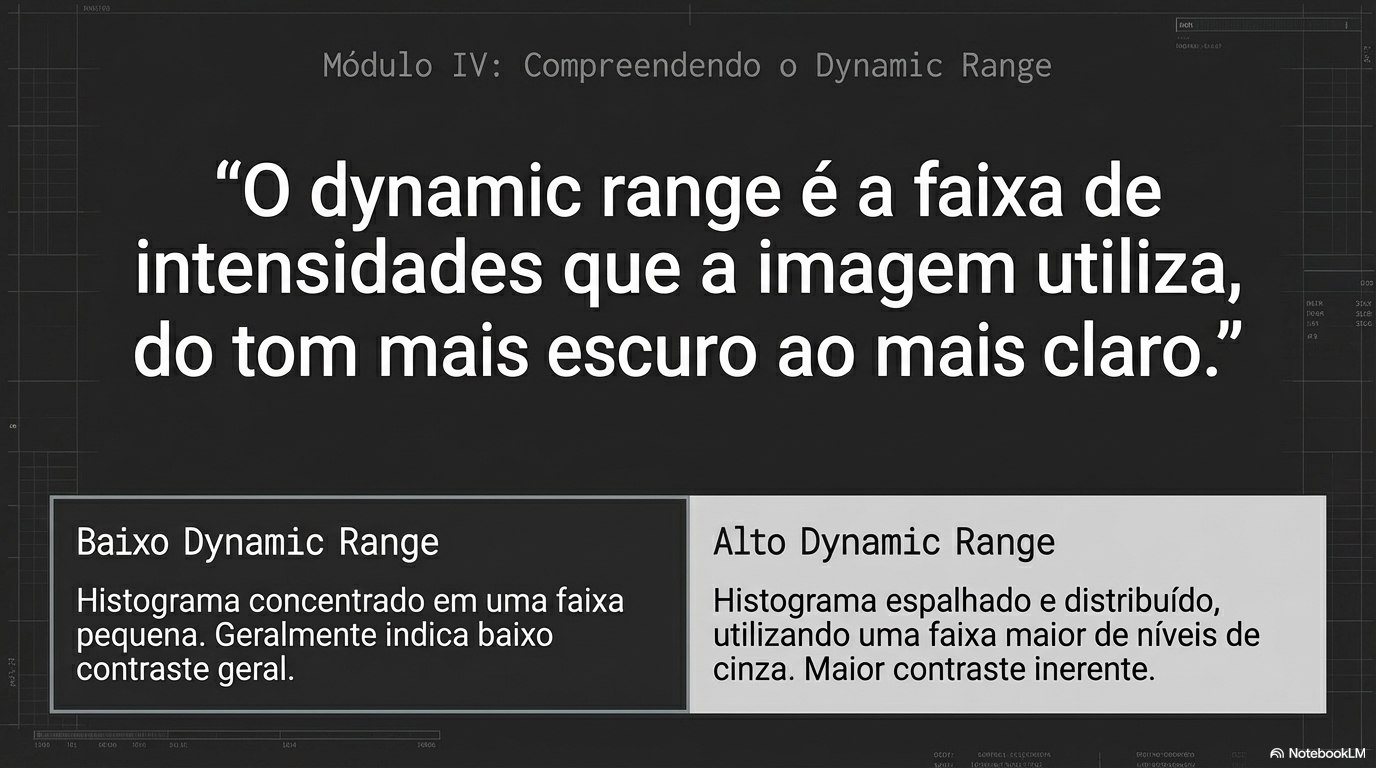 Módulo IV: Compreendendo o Dynamic Range
“O dynamic range é a faixa de
intensidades que a imagem utiliza,
do tom mais escuro ao mais claro.”
Baixo Dynamic Range
Histograma concentrado em uma faixa
pequena. Geralmente indica baixo
contraste geral.
Alto Dynamic Range
Histograma espalhado e distribuído,
utilizando uma faixa maior de níveis de
cinza. Maior contraste inerente.
NotebookLM